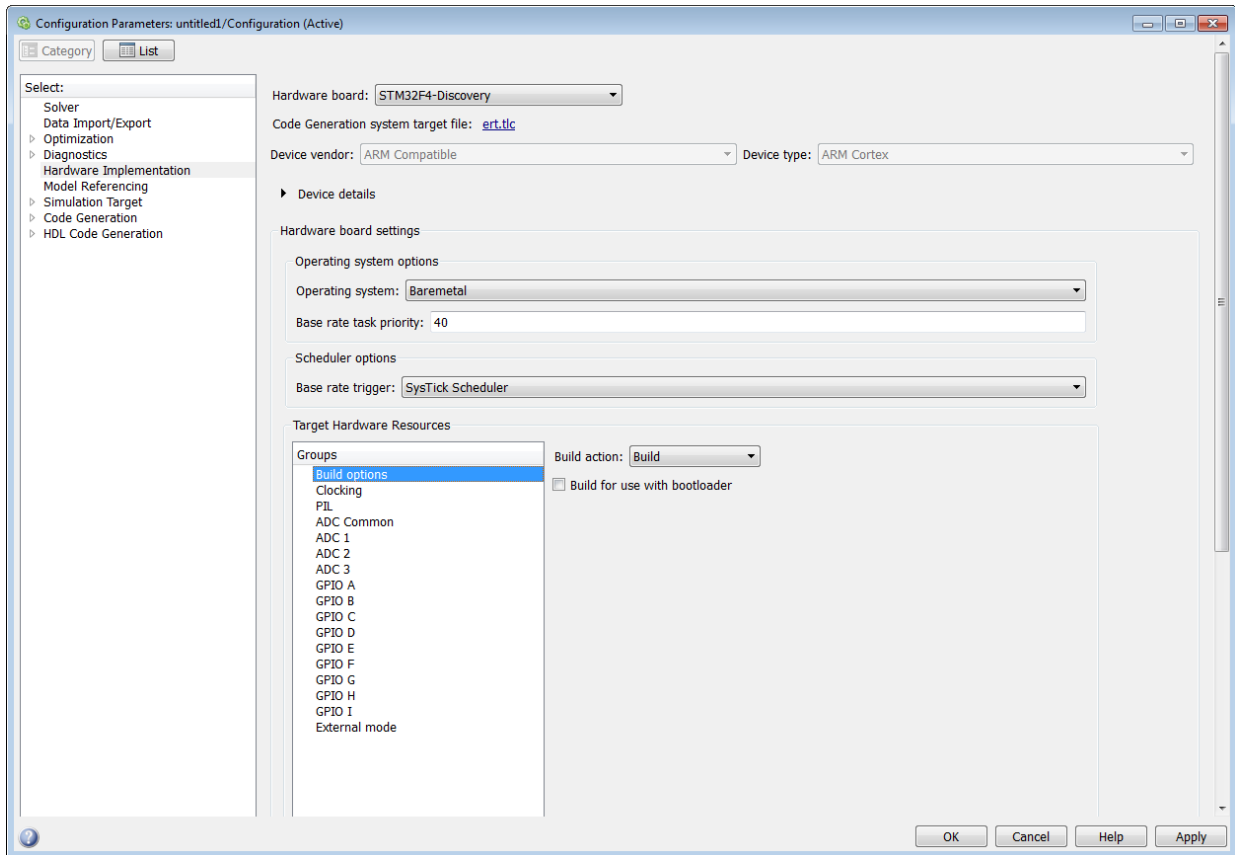 Configuration Parameters: untitled1/Configuration (Active)
Category
List
Select:
Solver
Data Import/Export
Optimization
Diagnostics
Hardware Implementation
Model Referencing
Simulation Target
Code Generation
HDL Code Generation
Hardware board: STM32F4-Discovery
Code Generation system target file: ert.tlc
Device vendor: ARM Compatible Device type: ARM Cortex
Device details
Hardware board settings
Operating system options
Operating system: Baremetal
Base rate task priority: 40
Scheduler options
Base rate trigger: SysTick Scheduler
Target Hardware Resources
Groups
Build options
Clocking
PIL
ADC Common
ADC 1
ADC 2
ADC 3
GPIO A
GPIO B
GPIO C
GPIO D
GPIO E
GPIO F
GPIO G
GPIO H
GPIO I
External mode
Build action: Build
Build for use with bootloader
OK Cancel Help Apply